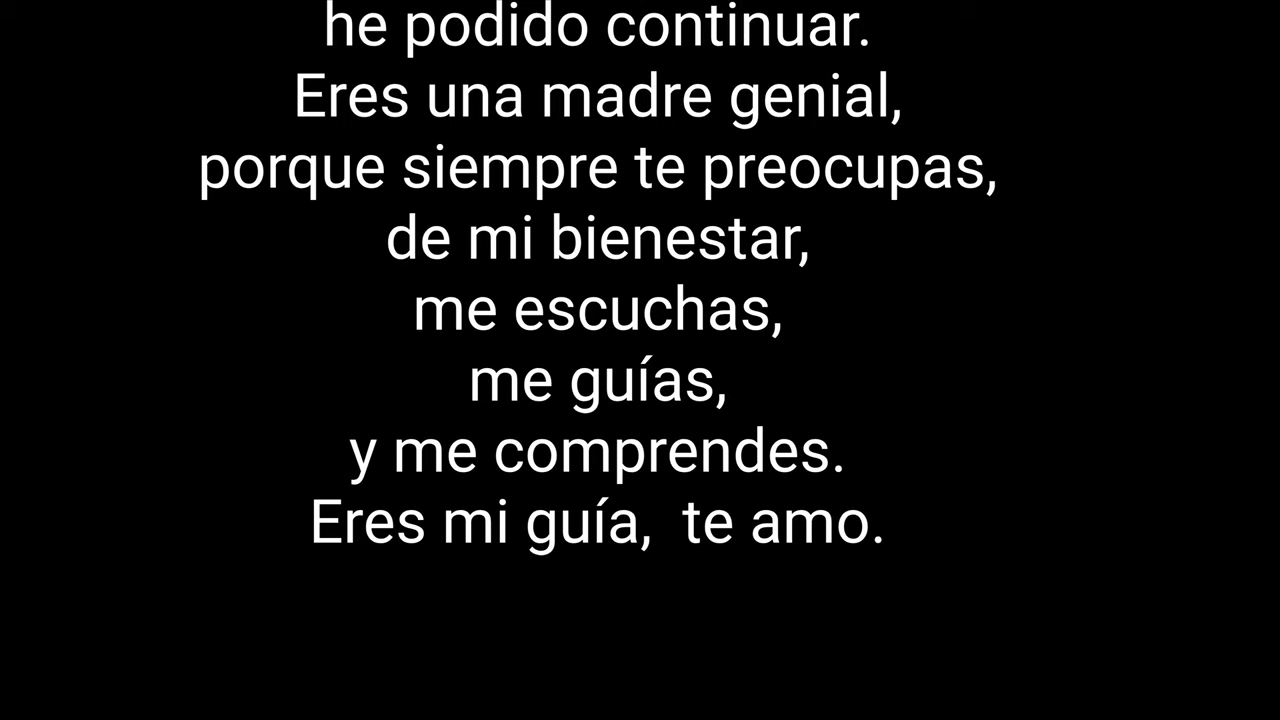 he podido continuar.
Eres una madre genial,
porque siempre te preocupas,
de mi bienestar,
me escuchas,
me guías,
y me comprendes.
Eres mi guía,  te amo.